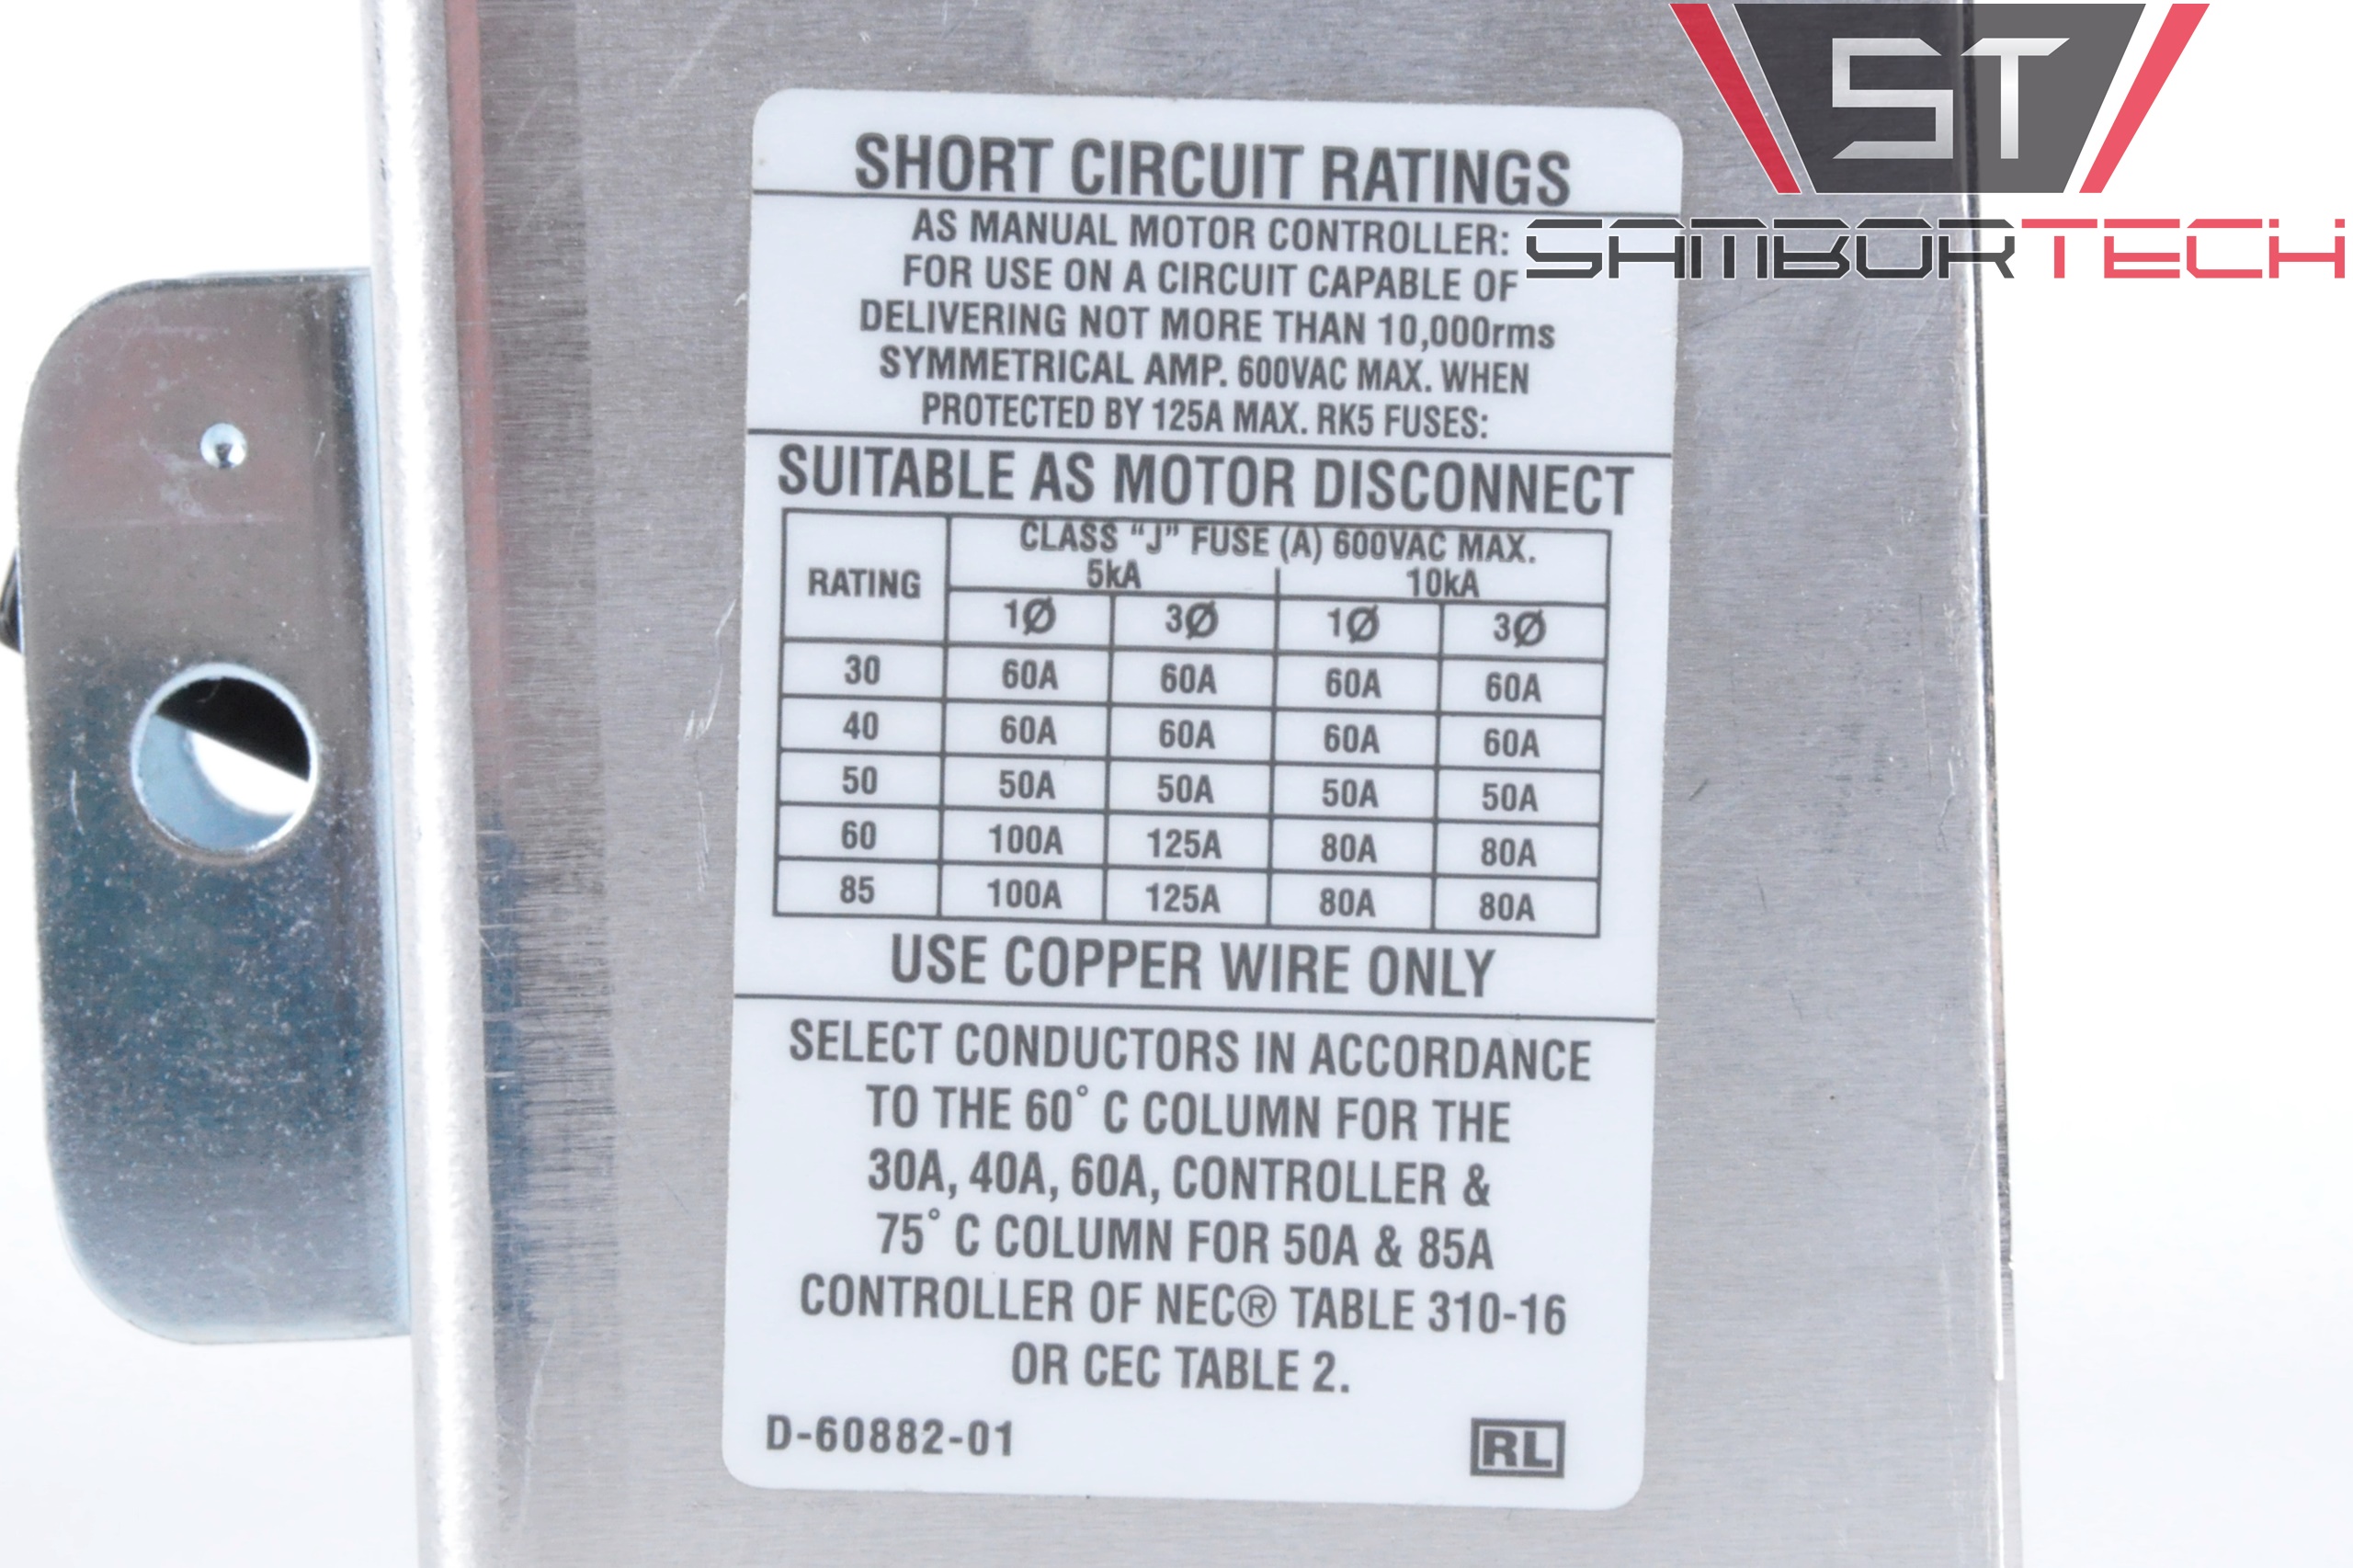 ST
SAMBORTECH
SHORT CIRCUIT RATINGS
AS MANUAL MOTOR CONTROLLER:
FOR USE ON A CIRCUIT CAPABLE OF
DELIVERING NOT MORE THAN 10,000rms
SYMMETRICAL AMP. 600VAC MAX. WHEN
PROTECTED BY 125A MAX. RK5 FUSES:
SUITABLE AS MOTOR DISCONNECT
RATING CLASS “J” FUSE (A) 600VAC MAX.
5kA 10kA
1Ø 3Ø 1Ø 3Ø
30 60A 60A 60A 60A
40 60A 60A 60A 60A
50 50A 50A 50A 50A
60 100A 125A 80A 80A
85 100A 125A 80A 80A
USE COPPER WIRE ONLY
SELECT CONDUCTORS IN ACCORDANCE
TO THE 60° C COLUMN FOR THE
30A, 40A, 60A, CONTROLLER &
75° C COLUMN FOR 50A & 85A
CONTROLLER OF NEC® TABLE 310-16
OR CEC TABLE 2.
D-60882-01 RL